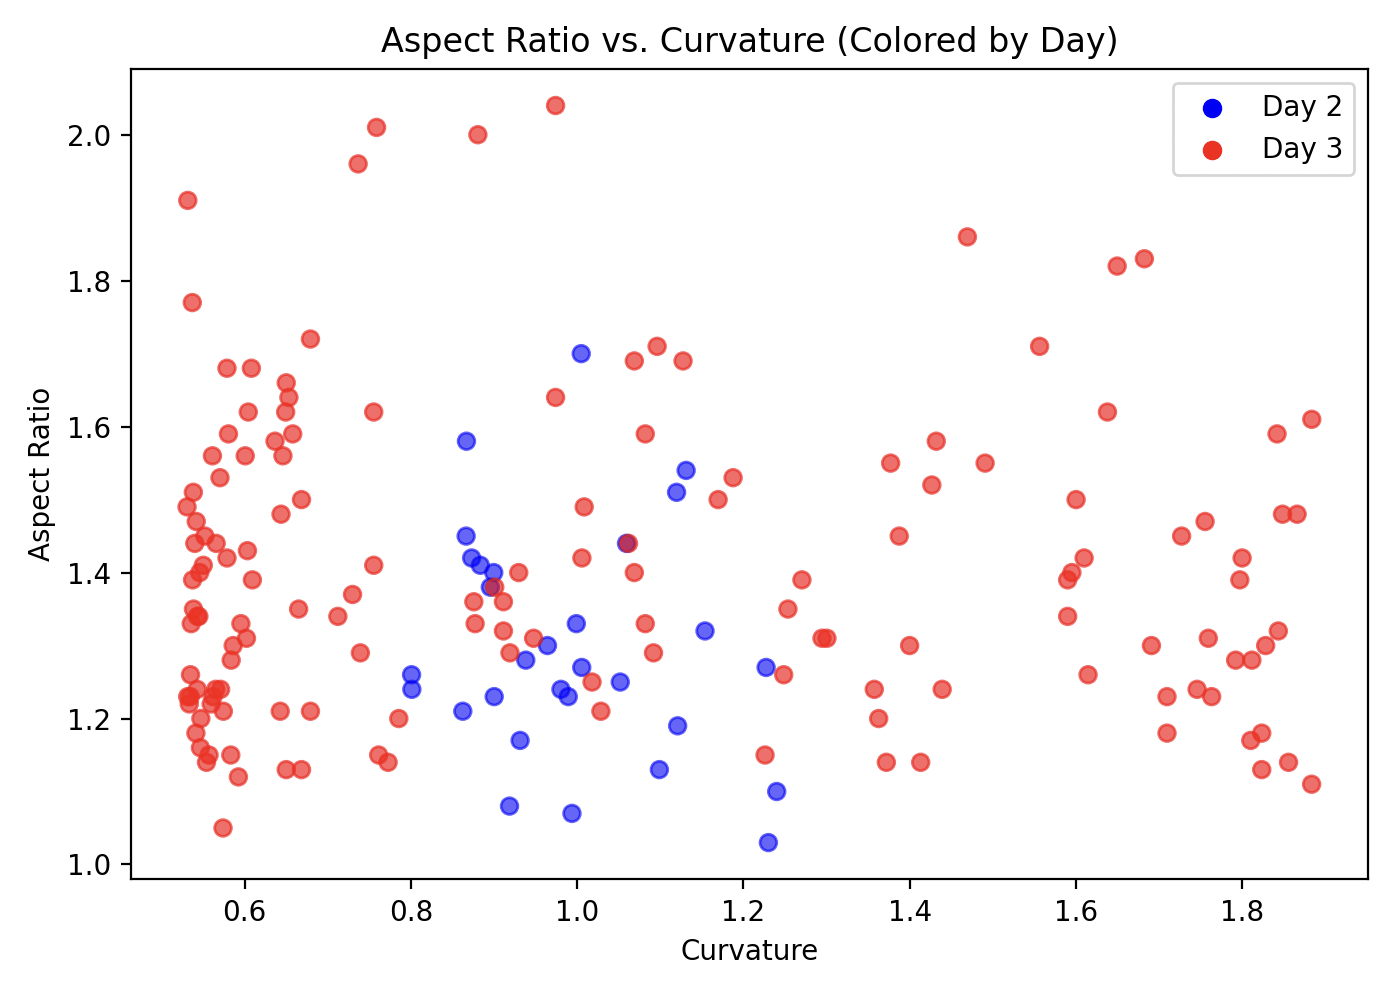 Aspect Ratio vs. Curvature (Colored by Day)
Day 2
Day 3
Aspect Ratio
2.0
1.8
1.6
1.4
1.2
1.0
0.6 0.8 1.0 1.2 1.4 1.6 1.8
Curvature